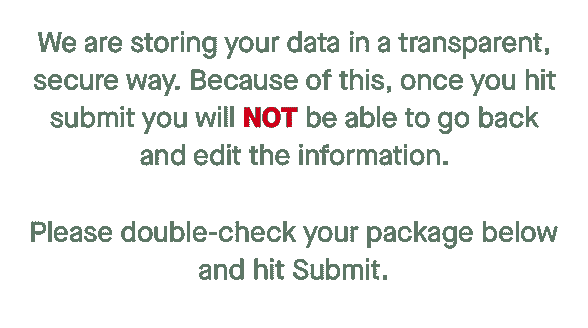 We are storing your data in a transparent,
secure way. Because of this, once you hit
submit you will NOT be able to go back
and edit the information.
Please double-check your package below
and hit Submit.